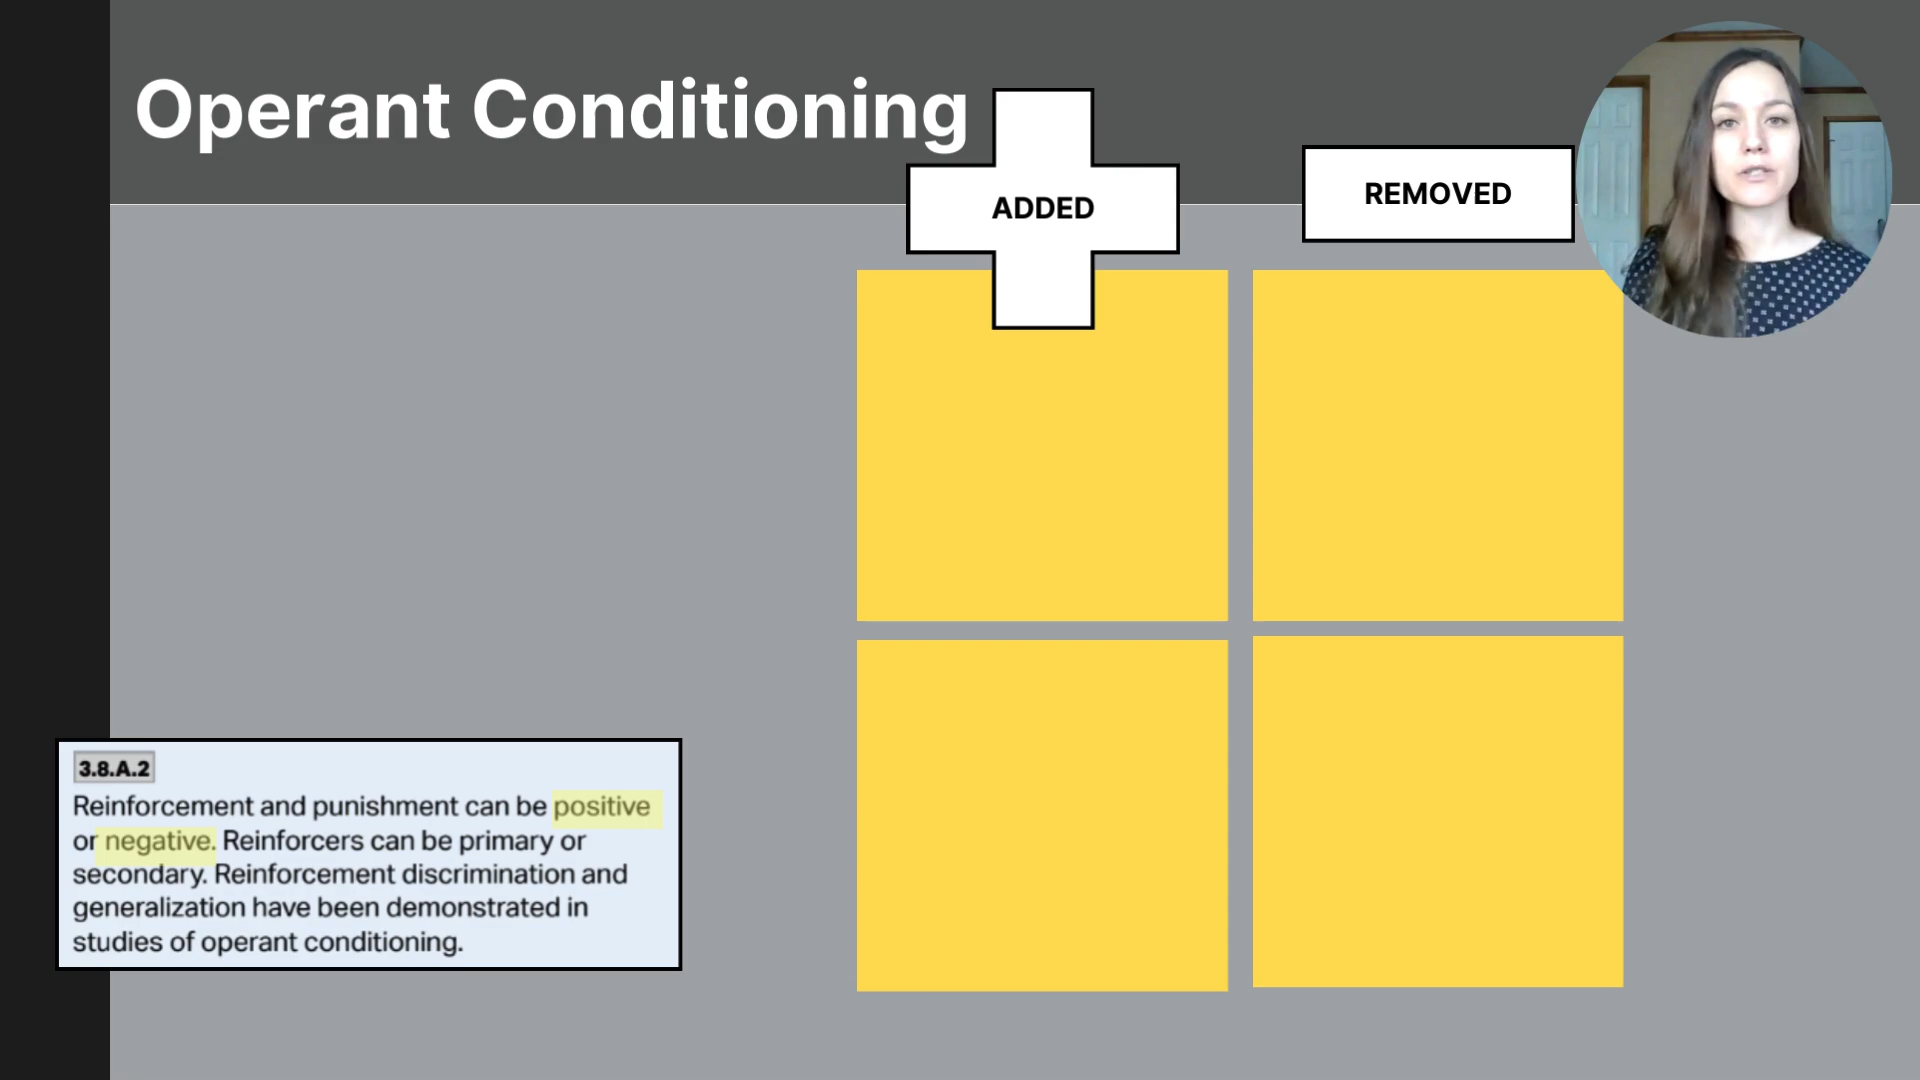 Operant Conditioning
ADDED
REMOVED
3.8.A.2
Reinforcement and punishment can be positive
or negative. Reinforcers can be primary or
secondary. Reinforcement discrimination and
generalization have been demonstrated in
studies of operant conditioning.